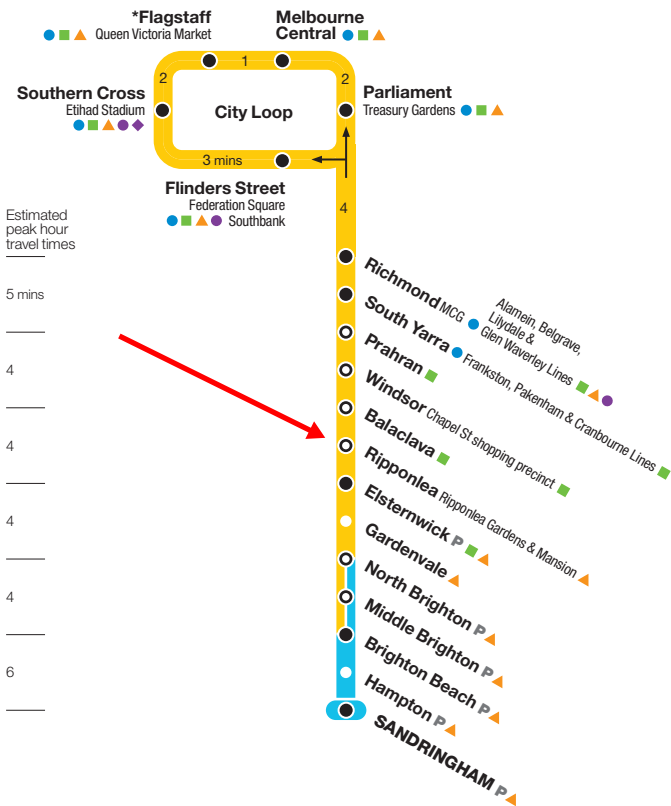 *Flagstaff
Queen Victoria Market
Melbourne
Central
2
1
2
Southern Cross
Etihad Stadium
City Loop
Parliament
Treasury Gardens
3 mins
Flinders Street
Federation Square
Southbank
4
Estimated
peak hour
travel times
5 mins
4
4
4
4
6
Richmond MCG
Alamein, Belgrave,
Lilydale &
Glen Waverley Lines
South Yarra Frankston, Pakenham & Cranbourne Lines
Prahran
Windsor Chapel St shopping precinct
Balaclava
Ripponlea Ripponlea Gardens & Mansion
Elsternwick P
Gardenvale
North Brighton P
Middle Brighton P
Brighton Beach P
Hampton P
SANDRINGHAM P